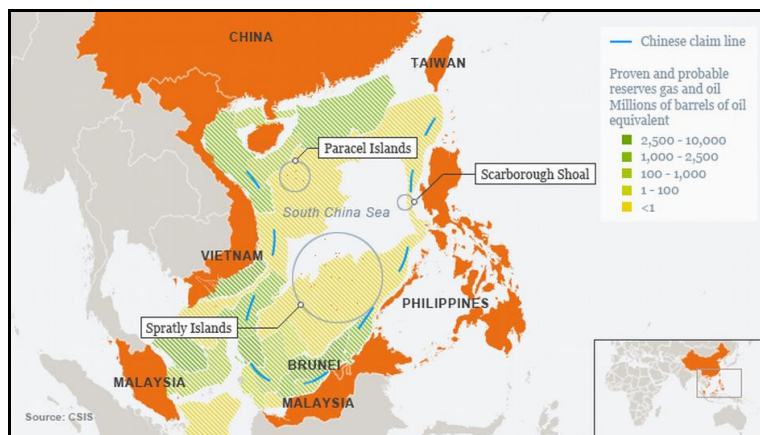 CHINA
TAIWAN
Chinese claim line
Proven and probable
reserves gas and oil
Millions of barrels of oil
equivalent
2,500 - 10,000
1,000 - 2,500
100 - 1,000
1 - 100
<1
Paracel Islands
Scarborough Shoal
South China Sea
VIETNAM
PHILIPPINES
Spratly Islands
BRUNEI
MALAYSIA
MALAYSIA
Source: CSIS